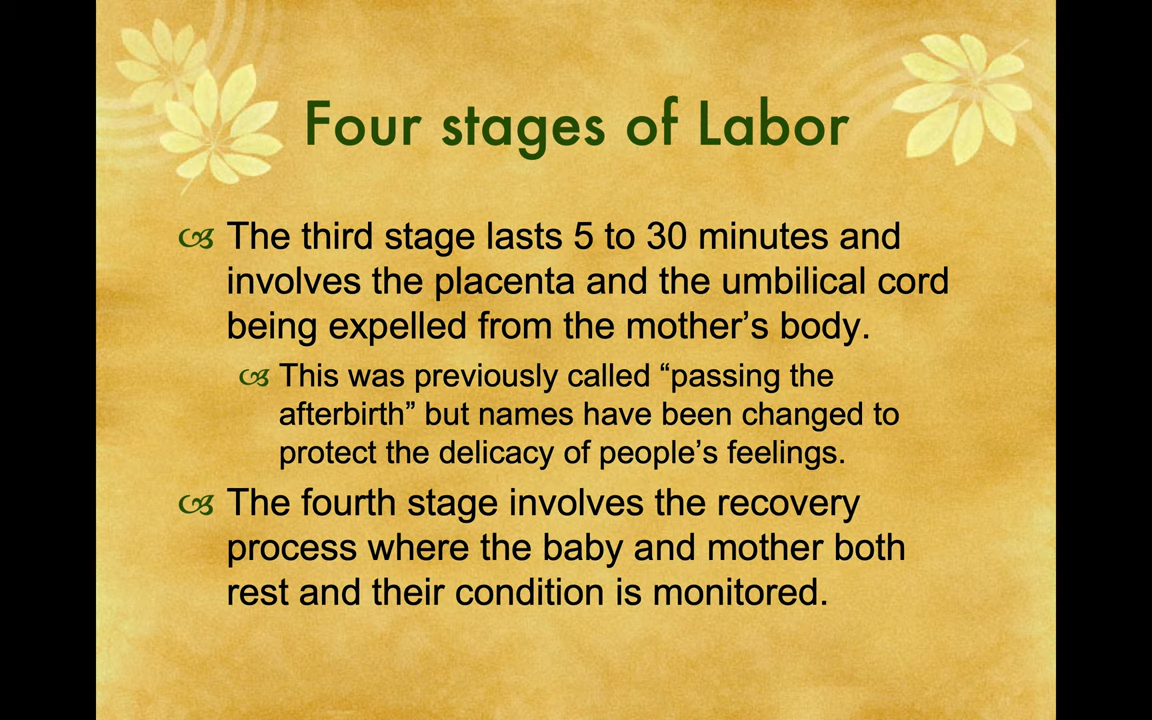 Four stages of Labor
The third stage lasts 5 to 30 minutes and
involves the placenta and the umbilical cord
being expelled from the mother’s body.
This was previously called “passing the
afterbirth” but names have been changed to
protect the delicacy of people’s feelings.
The fourth stage involves the recovery
process where the baby and mother both
rest and their condition is monitored.